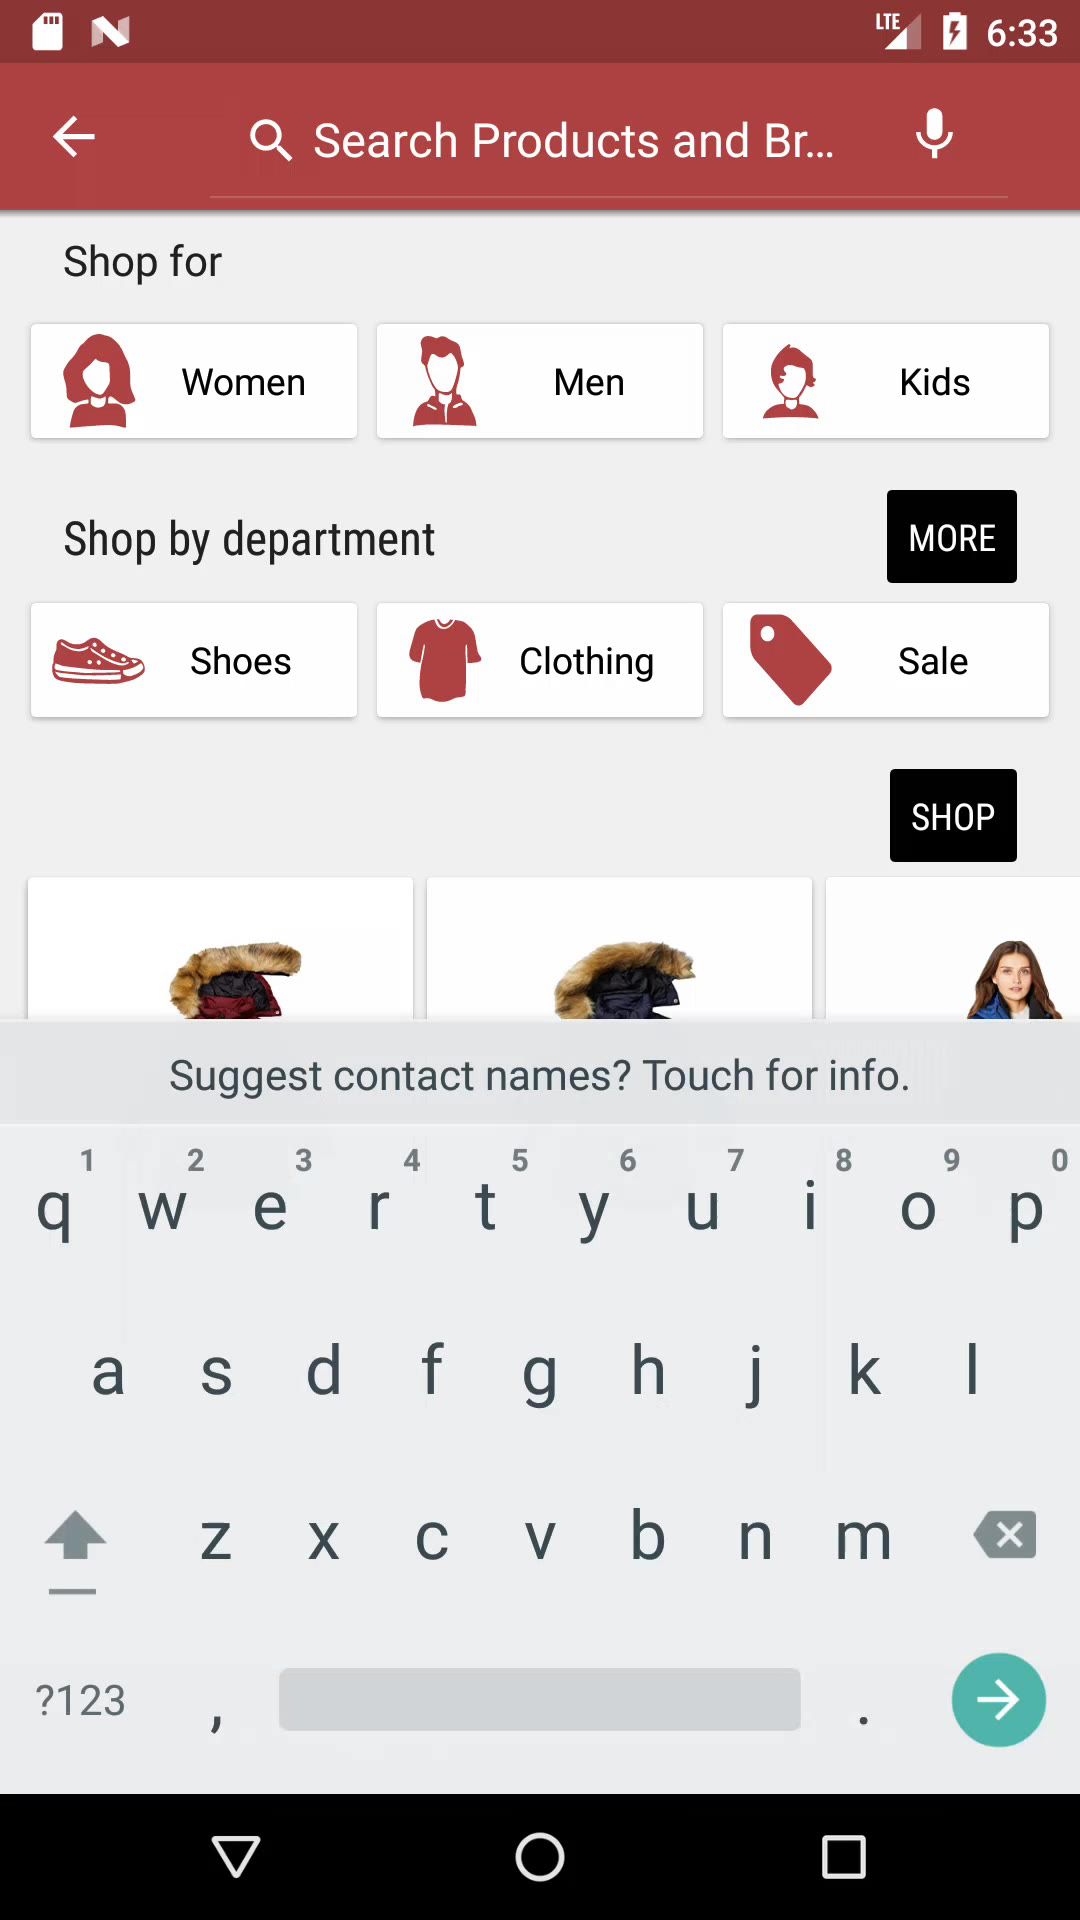 LTE 6:33
Search Products and Br...
Shop for
Women Men Kids
Shop by department MORE
Shoes Clothing Sale
SHOP
Suggest contact names? Touch for info.
1 2 3 4 5 6 7 8 9 0
q w e r t y u i o p
a s d f g h j k l
z x c v b n m
?123 , .